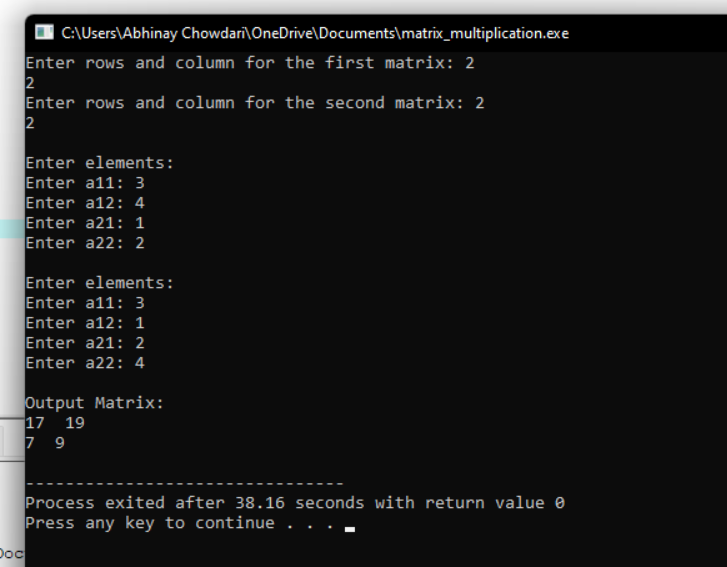 C:\Users\Abhinay Chowdari\OneDrive\Documents\matrix_multiplication.exe
Enter rows and column for the first matrix: 2
2
Enter rows and column for the second matrix: 2
2
Enter elements:
Enter a11: 3
Enter a12: 4
Enter a21: 1
Enter a22: 2
Enter elements:
Enter a11: 3
Enter a12: 1
Enter a21: 2
Enter a22: 4
Output Matrix:
17  19
7  9
--------------------------------
Process exited after 38.16 seconds with return value 0
Press any key to continue . . .